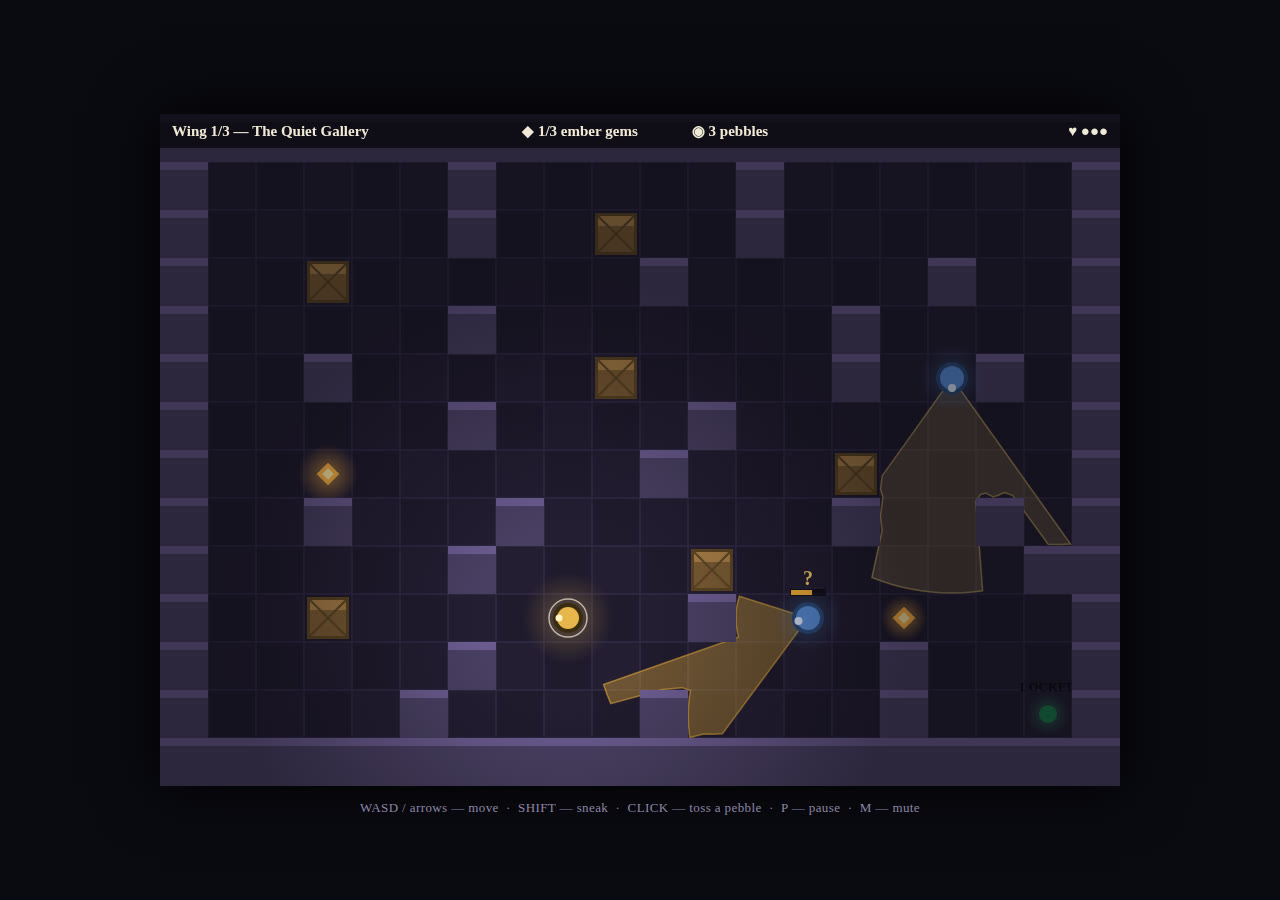 Wing 1/3 — The Quiet Gallery
◆ 1/3 ember gems
◉ 3 pebbles
♥ ●●●
?
LOCKED
WASD / arrows — move · SHIFT — sneak · CLICK — toss a pebble · P — pause · M — mute